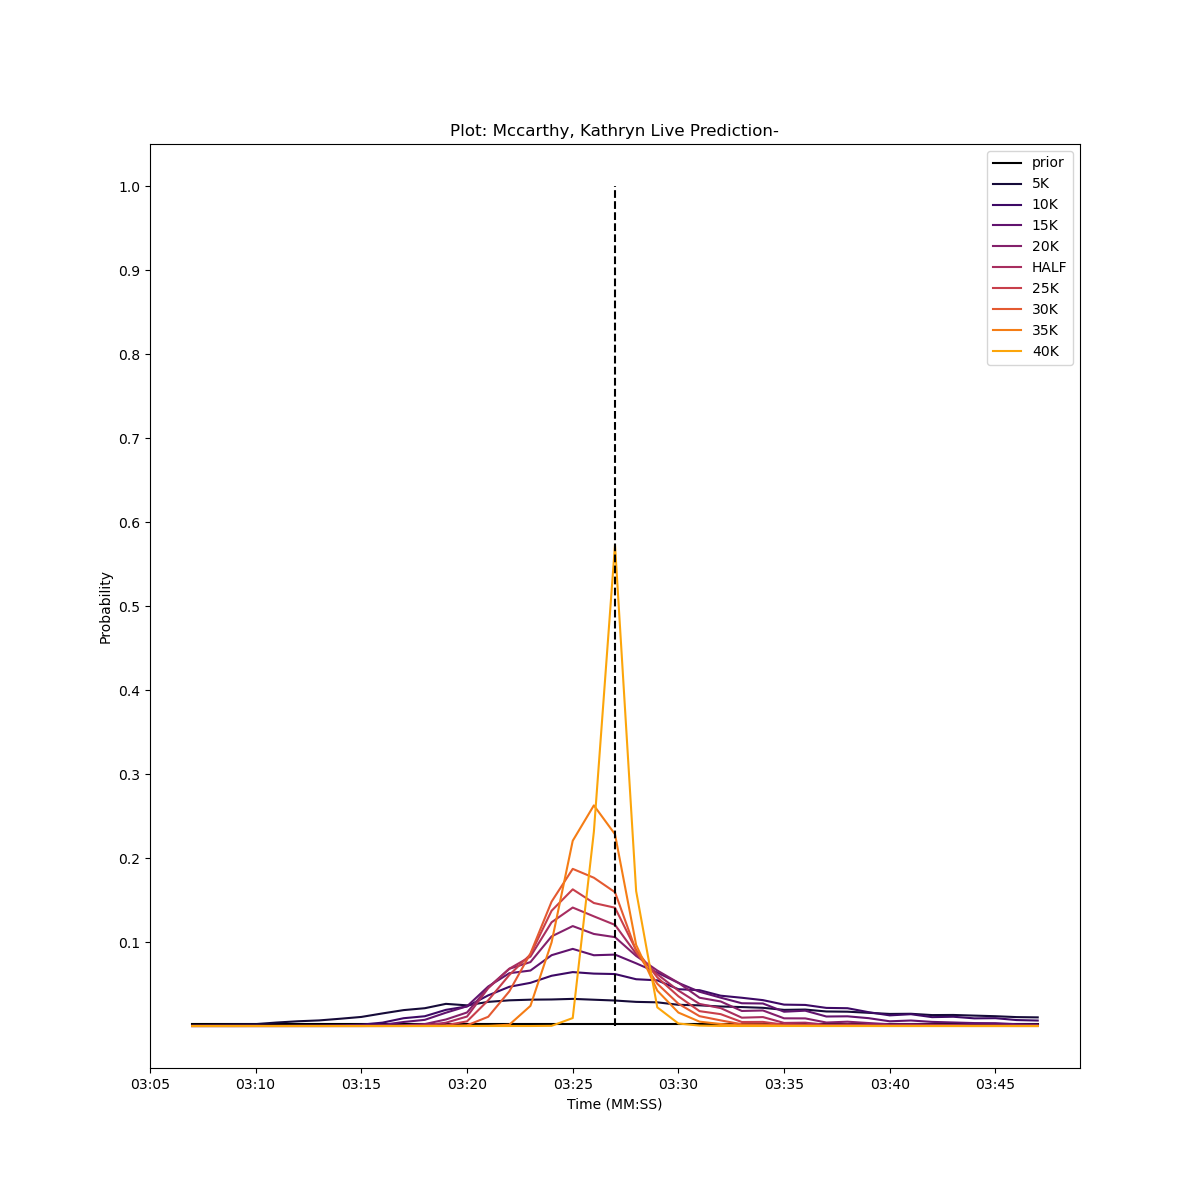 Plot: Mccarthy, Kathryn Live Prediction-
prior
5K
10K
15K
20K
HALF
25K
30K
35K
40K
1.0
0.9
0.8
0.7
0.6
0.5
0.4
0.3
0.2
0.1
Probability
03:05 03:10 03:15 03:20 03:25 03:30 03:35 03:40 03:45
Time (MM:SS)